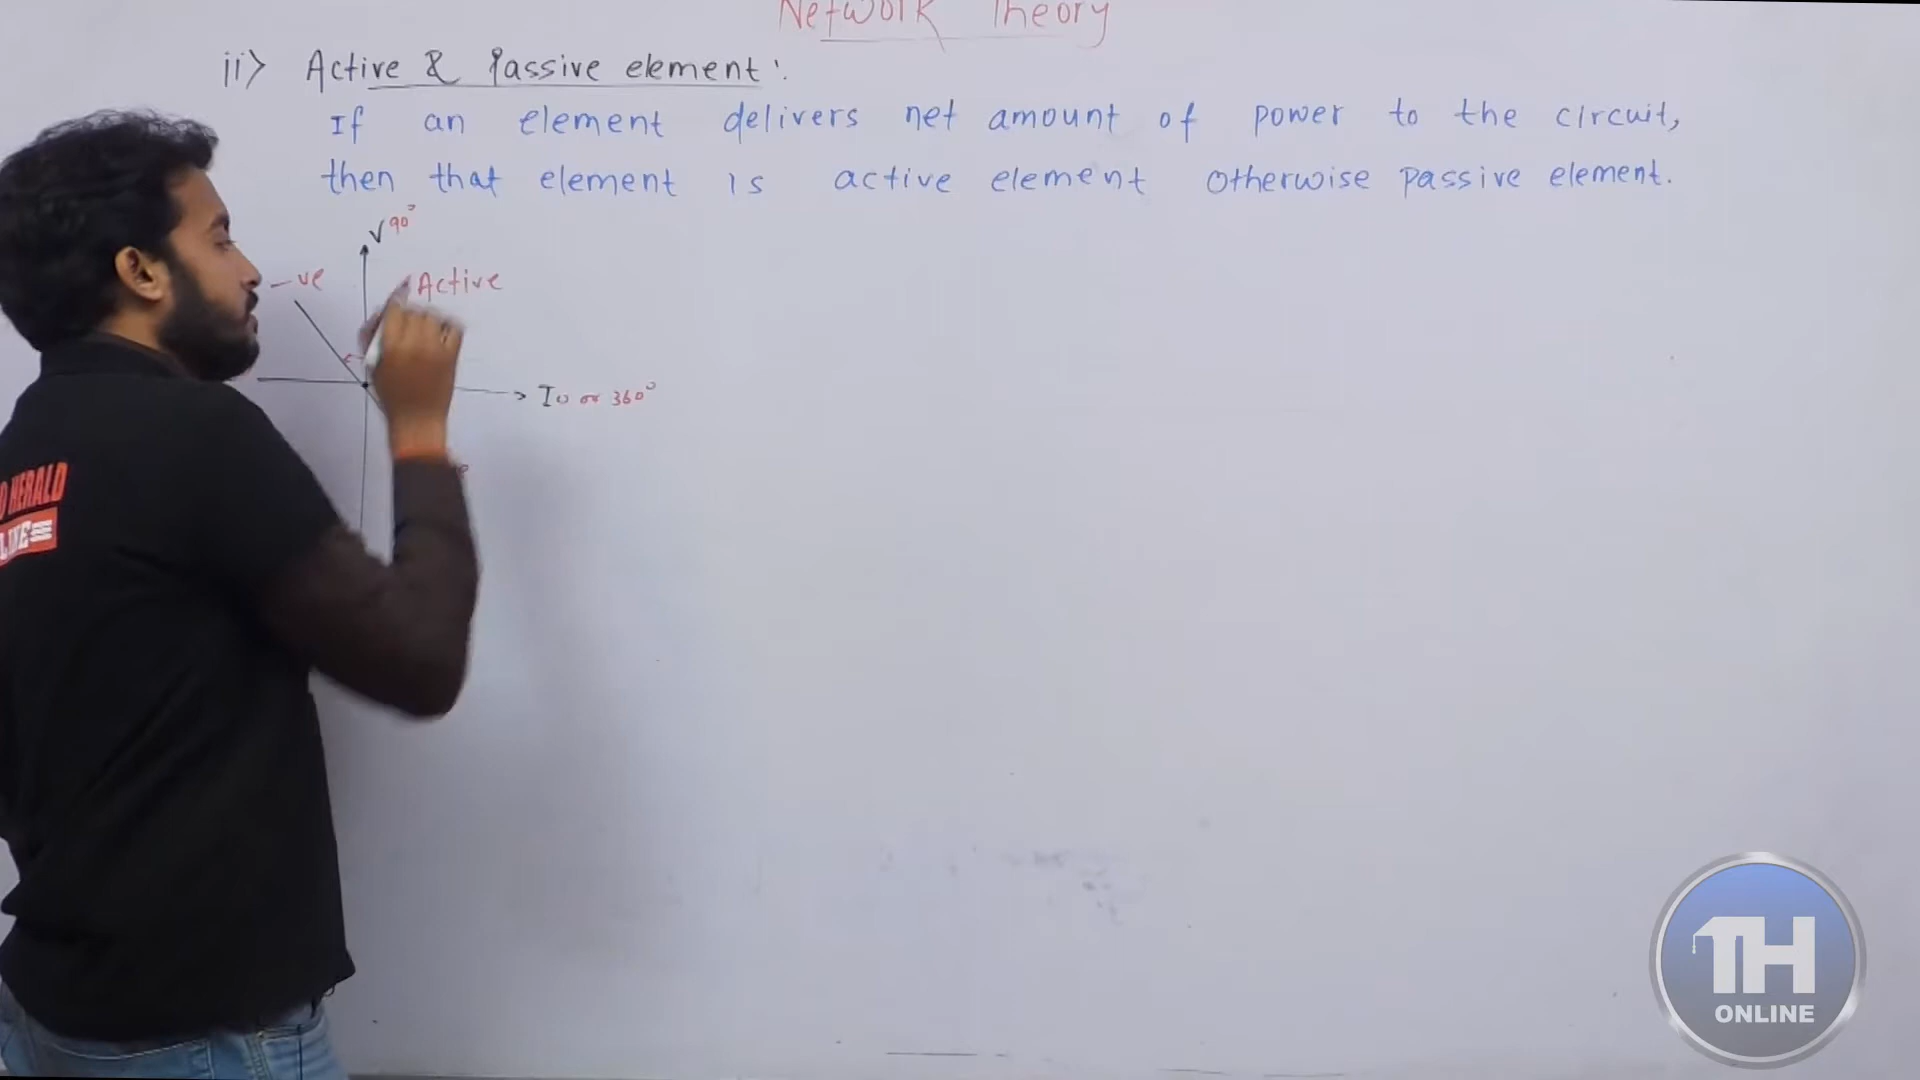 Network Theory
ii> Active & Passive element:
If an element delivers net amount of power to the circuit,
then that element is active element otherwise passive element.
V 90°
-ve
Active
I 0 or 360°
HERALD
TH
ONLINE